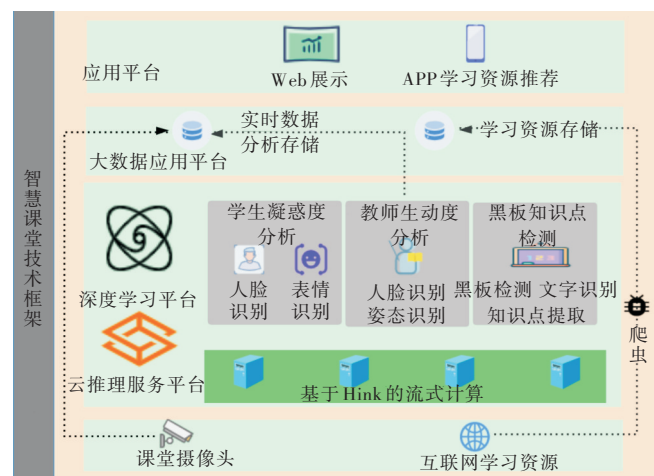 智慧课堂技术框架
应用平台
Web展示
APP学习资源推荐
大数据应用平台
实时数据
分析存储
学习资源存储
深度学习平台
学生凝惑度
分析
人脸
识别
表情
识别
教师生动度
分析
人脸识别
姿态识别
黑板知识点
检测
黑板检测 文字识别
知识点提取
云推理服务平台
基于Hink的流式计算
爬虫
课堂摄像头
互联网学习资源